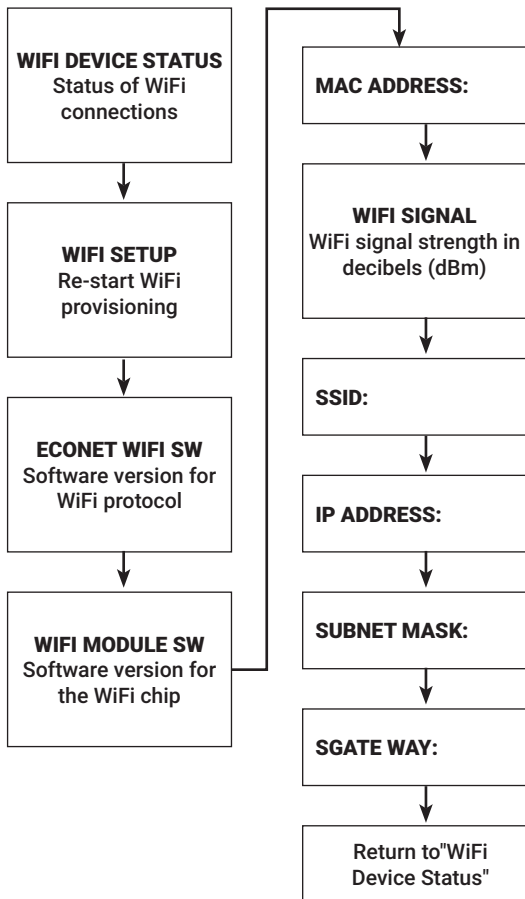 WIFI DEVICE STATUS
Status of WiFi
connections
WIFI SETUP
Re-start WiFi
provisioning
ECONET WIFI SW
Software version for
WiFi protocol
WIFI MODULE SW
Software version for
the WiFi chip
MAC ADDRESS:
WIFI SIGNAL
WiFi signal strength in
decibels (dBm)
SSID:
IP ADDRESS:
SUBNET MASK:
SGATE WAY:
Return to"WiFi
Device Status"